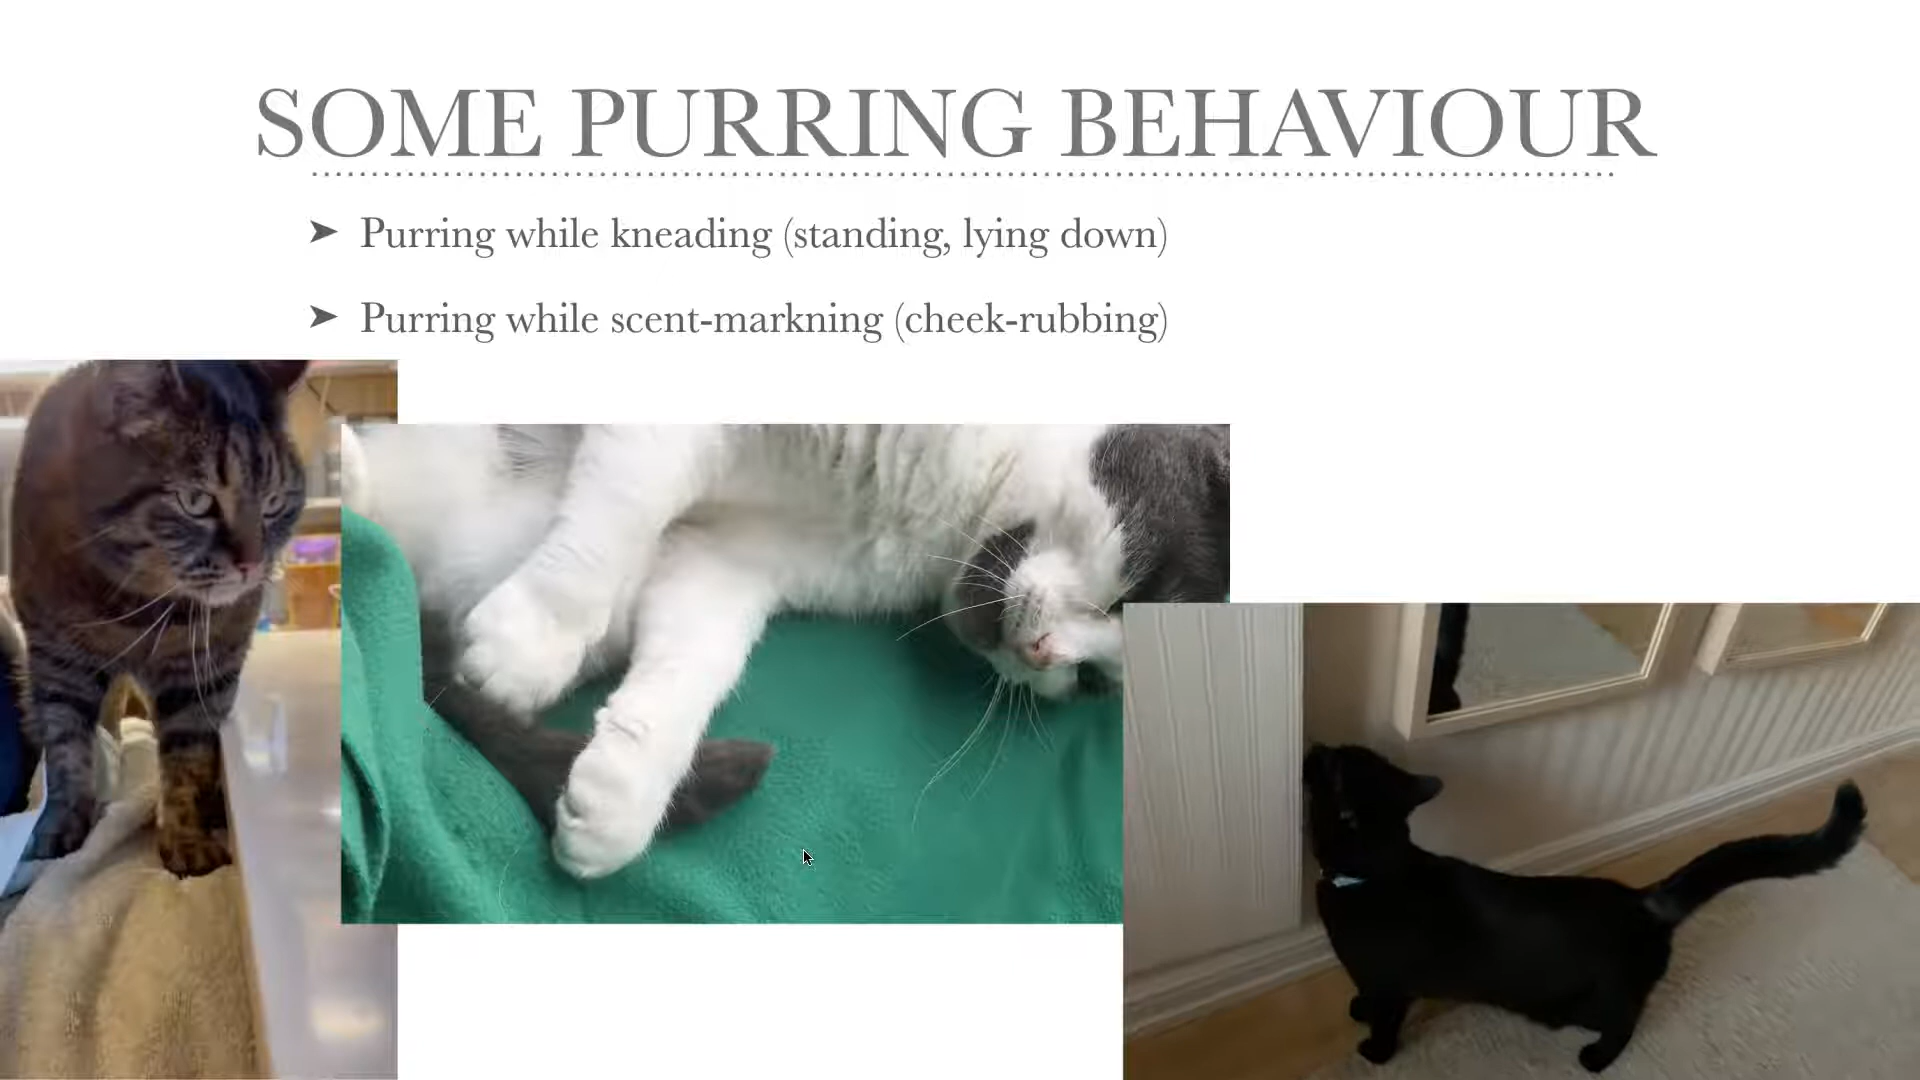 SOME PURRING BEHAVIOUR
➤ Purring while kneading (standing, lying down)
➤ Purring while scent-markning (cheek-rubbing)